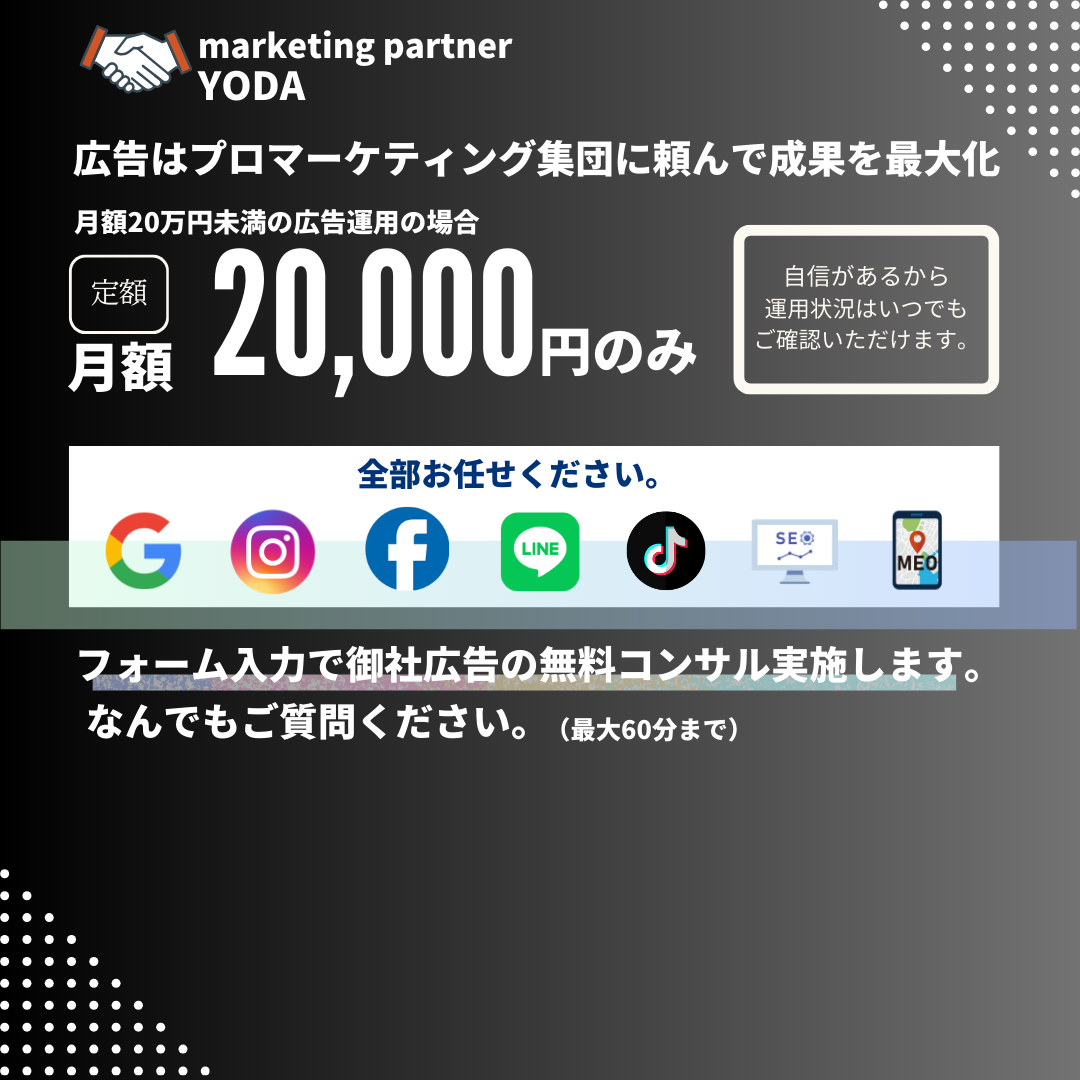 marketing partner
YODA
広告はプロマーケティング集団に頼んで成果を最大化
月額20万円未満の広告運用の場合
定額
月額
20,000円のみ
自信があるから
運用状況はいつでも
ご確認いただけます。
全部お任せください。
LINE
SEO
MEO
フォーム入力で御社広告の無料コンサル実施します。
なんでもご質問ください。（最大60分まで）